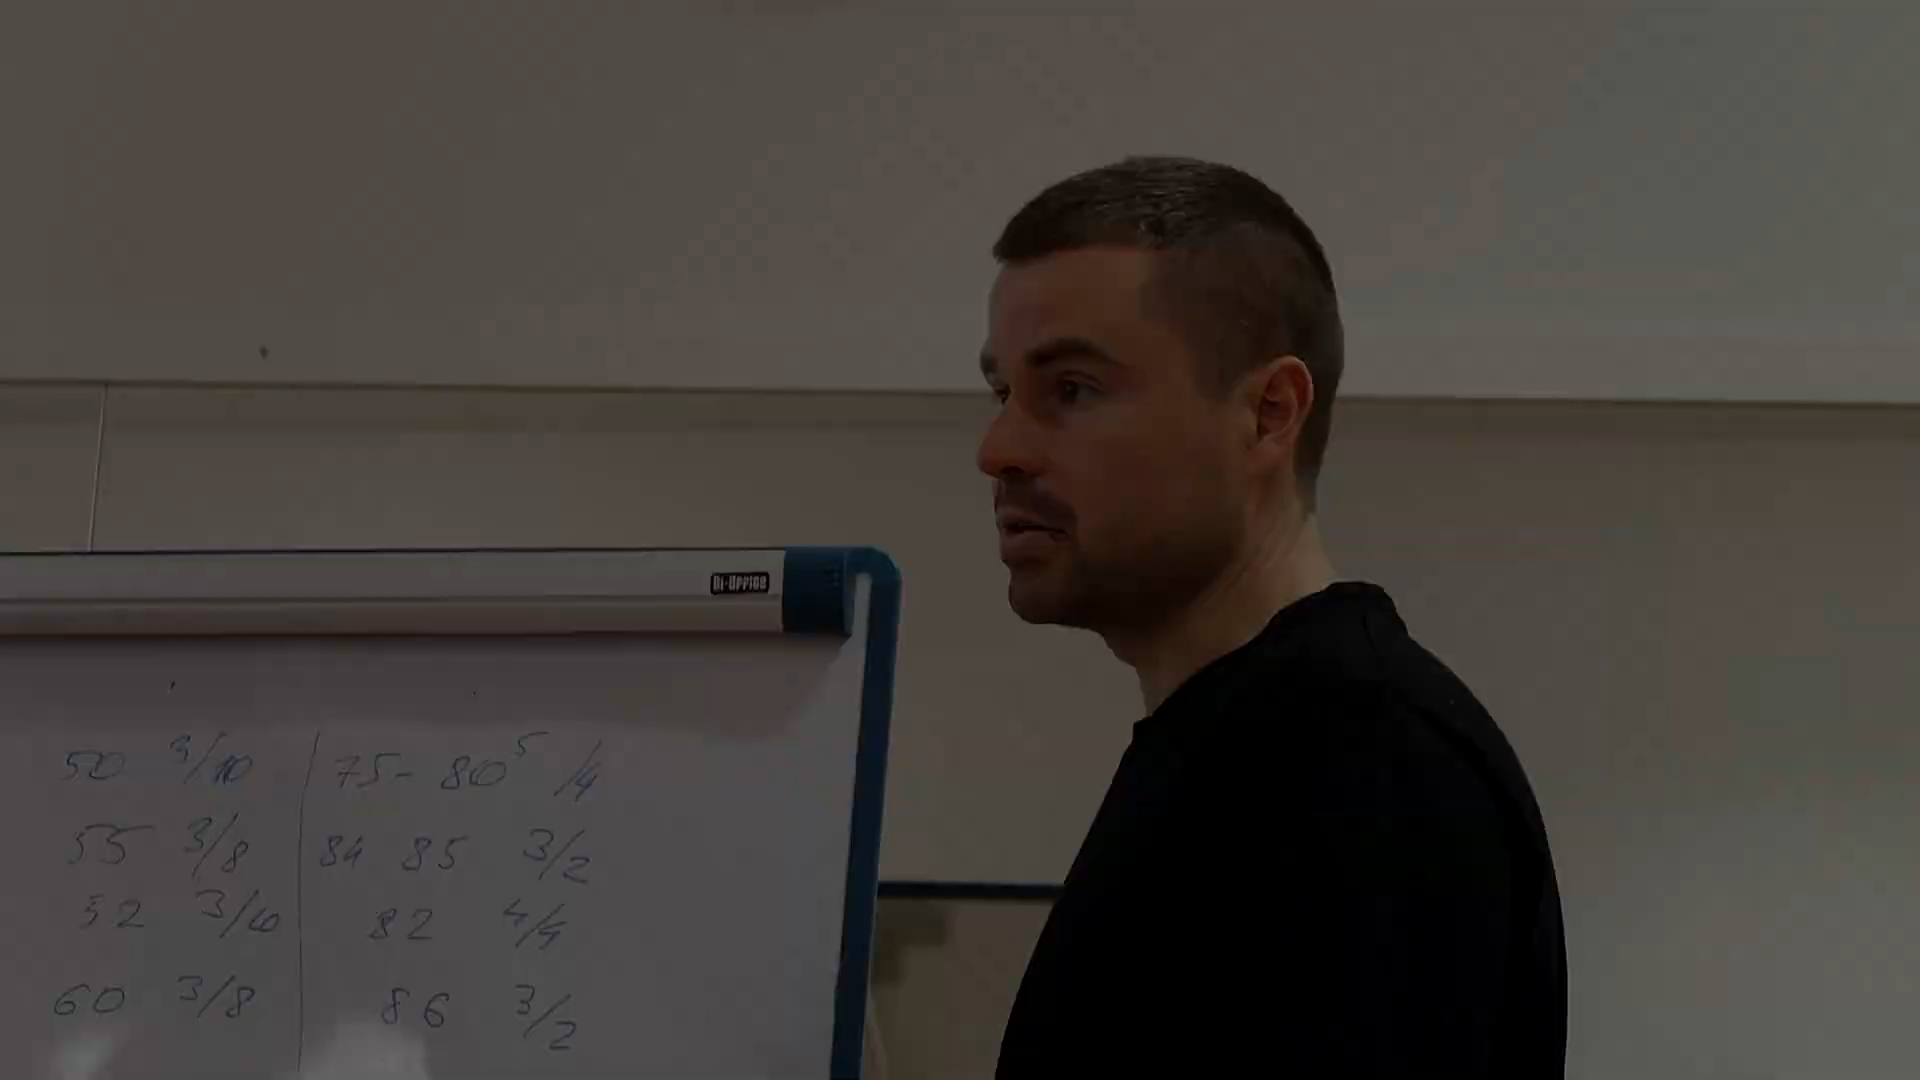 Bi-Office
50 3/10 75- 80 5 /4
55 3/8 84 85 3/2
52 3/10 82 4/4
60 3/8 86 3/2